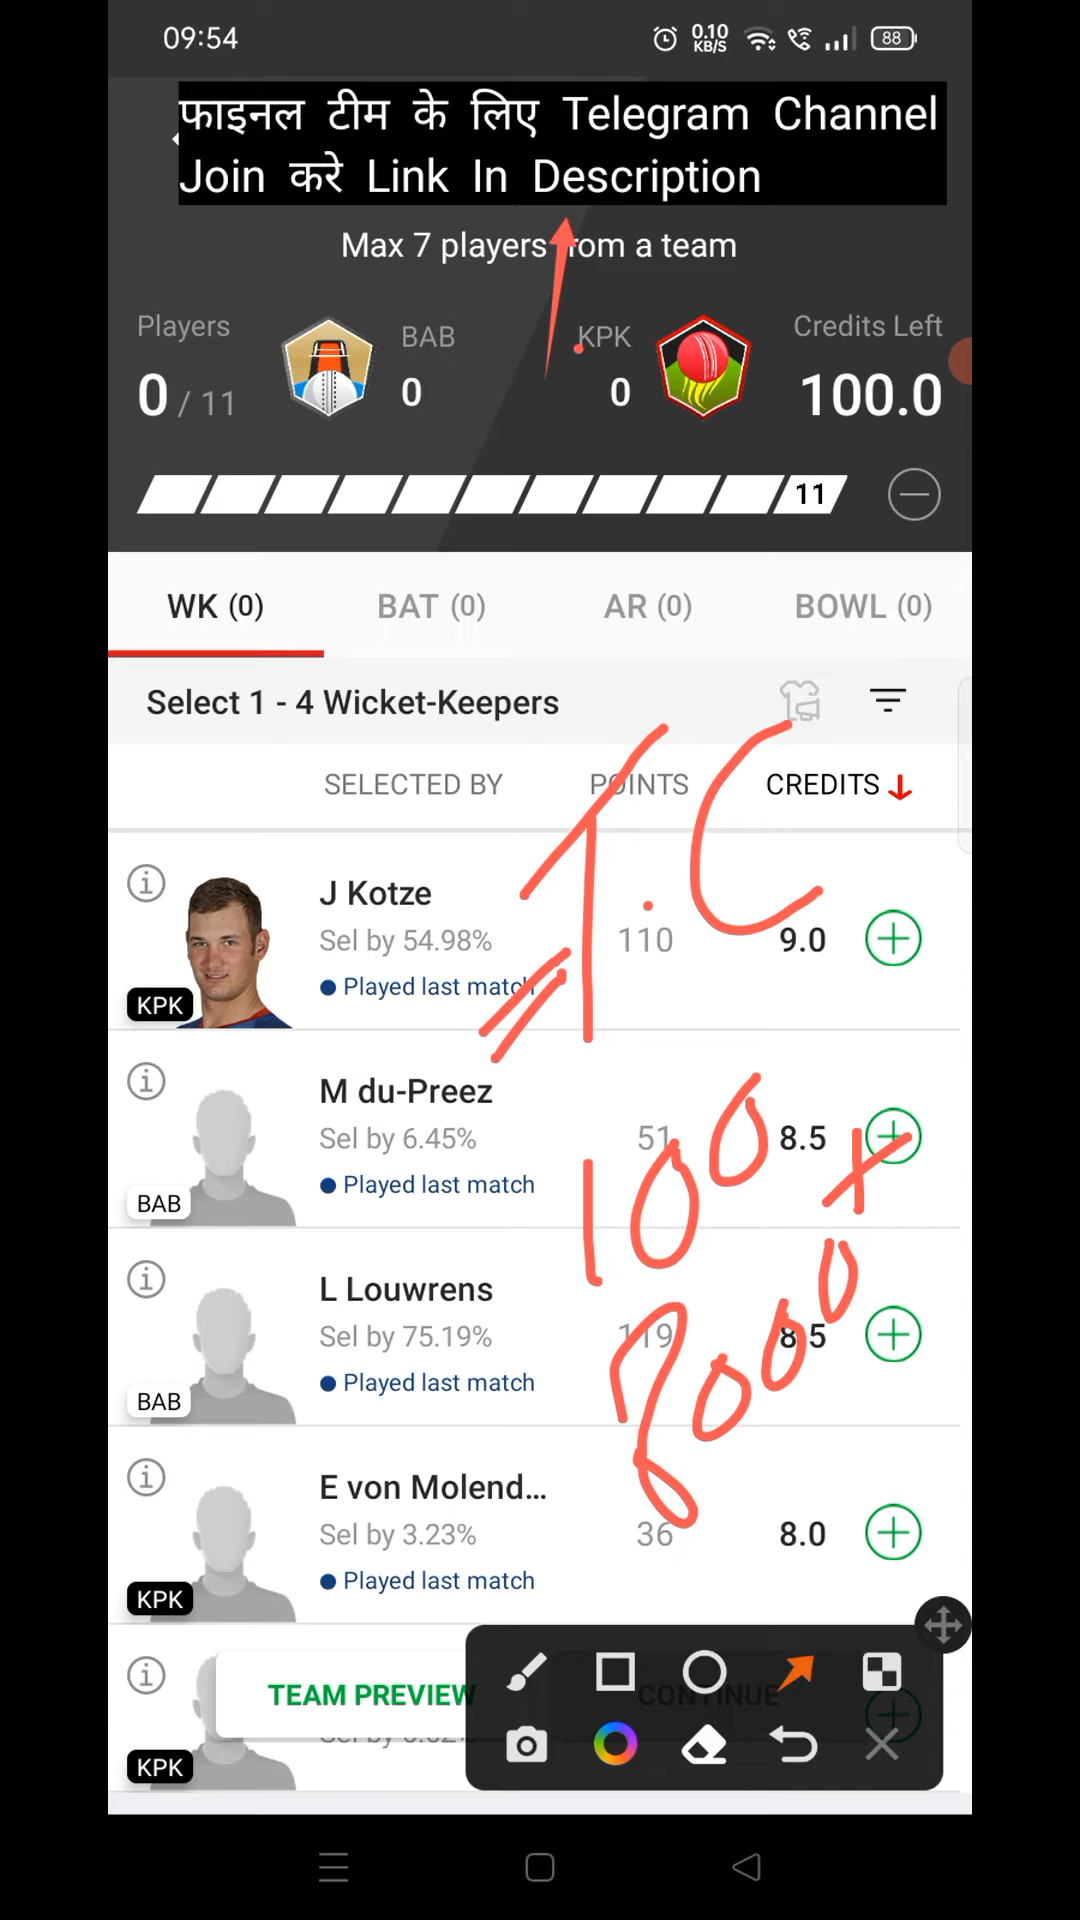 09:54 0.10 KB/S 88
फाइनल टीम के लिए Telegram Channel
Join करे Link In Description
Max 7 players from a team
Players BAB KPK Credits Left
0 / 11 0 0 100.0
11
WK (0) BAT (0) AR (0) BOWL (0)
Select 1 - 4 Wicket-Keepers
SELECTED BY POINTS CREDITS
T.C
J Kotze
Sel by 54.98% 110 9.0
Played last match
KPK
M du-Preez
Sel by 6.45% 51 8.5
Played last match
BAB
100 +
L Louwrens
Sel by 75.19% 119 8.5
Played last match
BAB
8000
E von Molend...
Sel by 3.23% 36 8.0
Played last match
KPK
TEAM PREVIEW CONTINUE
KPK